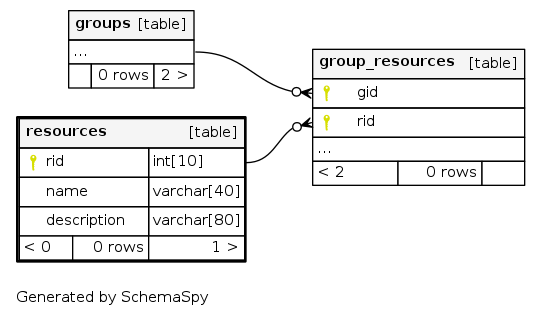 groups [table]
...
0 rows 2 >
group_resources [table]
gid
rid
...
< 2 0 rows
resources [table]
rid int[10]
name varchar[40]
description varchar[80]
< 0 0 rows 1 >
Generated by SchemaSpy